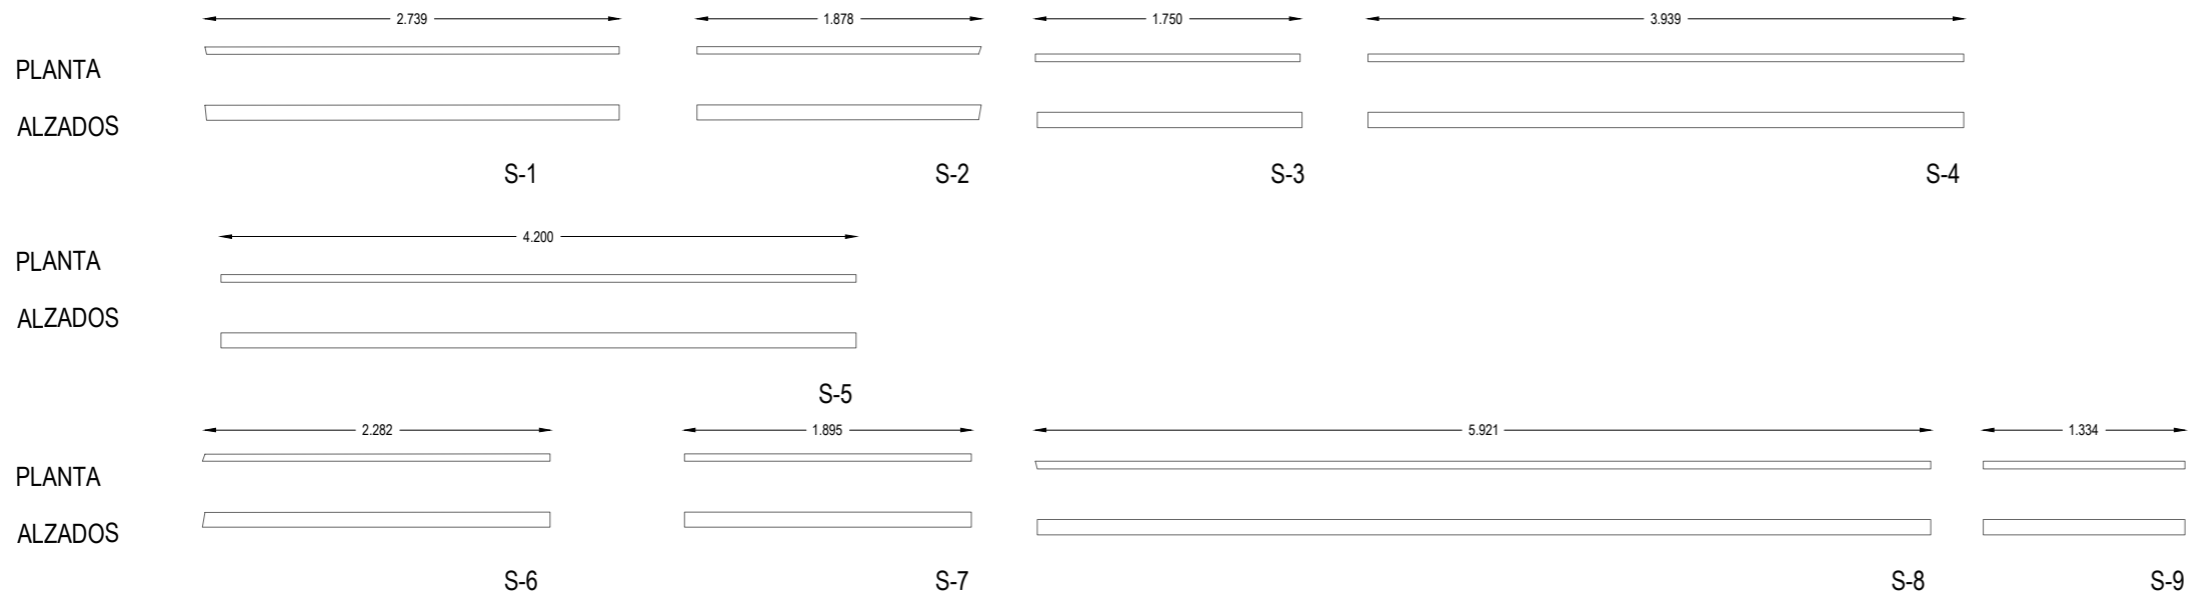 2.739 1.878 1.750 3.939
PLANTA
ALZADOS
S-1 S-2 S-3 S-4
4.200
PLANTA
ALZADOS
S-5
2.282 1.895 5.921 1.334
PLANTA
ALZADOS
S-6 S-7 S-8 S-9